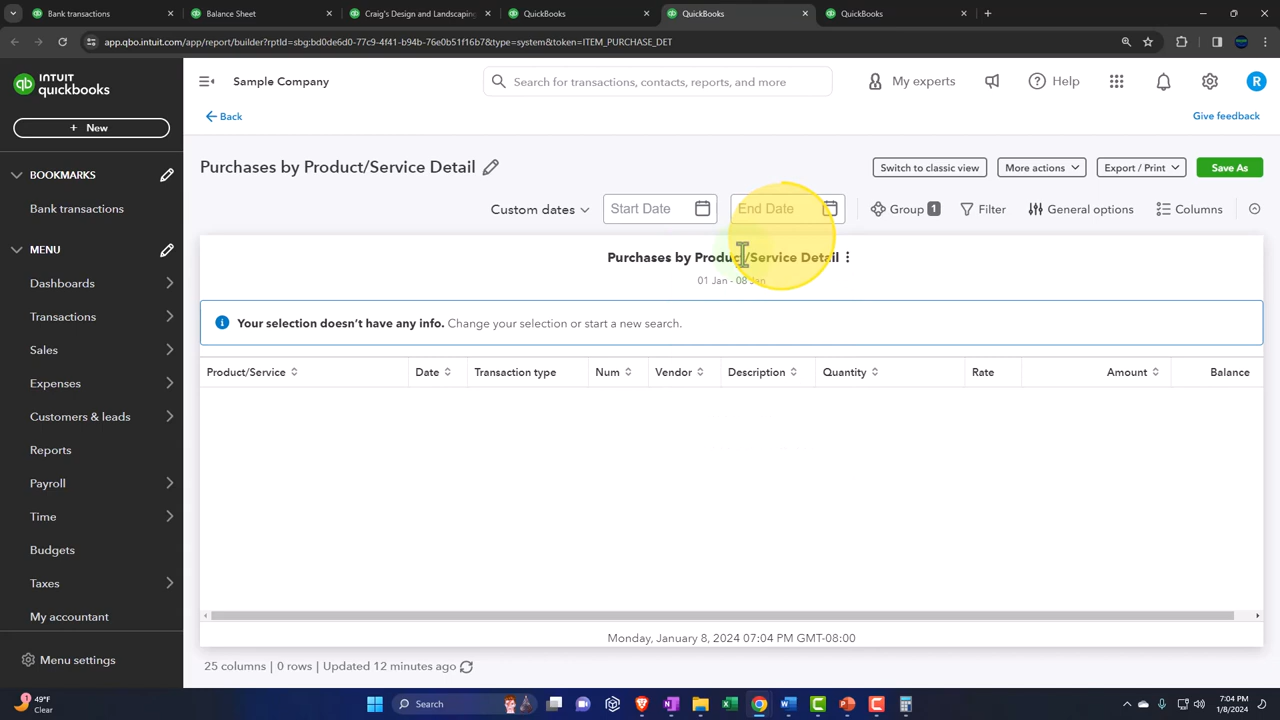 Bank transactions
Balance Sheet
Craig's Design and Landscaping
QuickBooks
QuickBooks
QuickBooks
app.qbo.intuit.com/app/report/builder?rptId=sbg:bd0de6d0-77c9-4f41-b94b-76e0b51f16b7&type=system&token=ITEM_PURCHASE_DET
INTUIT
quickbooks
Sample Company
Search for transactions, contacts, reports, and more
My experts
Help
R
+ New
Back
Give feedback
BOOKMARKS
Bank transactions
MENU
Dashboards
Transactions
Sales
Expenses
Customers & leads
Reports
Payroll
Time
Budgets
Taxes
My accountant
Menu settings
Purchases by Product/Service Detail
Switch to classic view
More actions
Export / Print
Save As
Custom dates
Start Date
End Date
Group 1
Filter
General options
Columns
Purchases by Product/Service Detail
01 Jan - 08 Jan
Your selection doesn't have any info. Change your selection or start a new search.
Product/Service Date Transaction type Num Vendor Description Quantity Rate Amount Balance
Monday, January 8, 2024 07:04 PM GMT-08:00
25 columns | 0 rows | Updated 12 minutes ago
1
49°F
Clear
Search
7:04 PM
1/8/2024